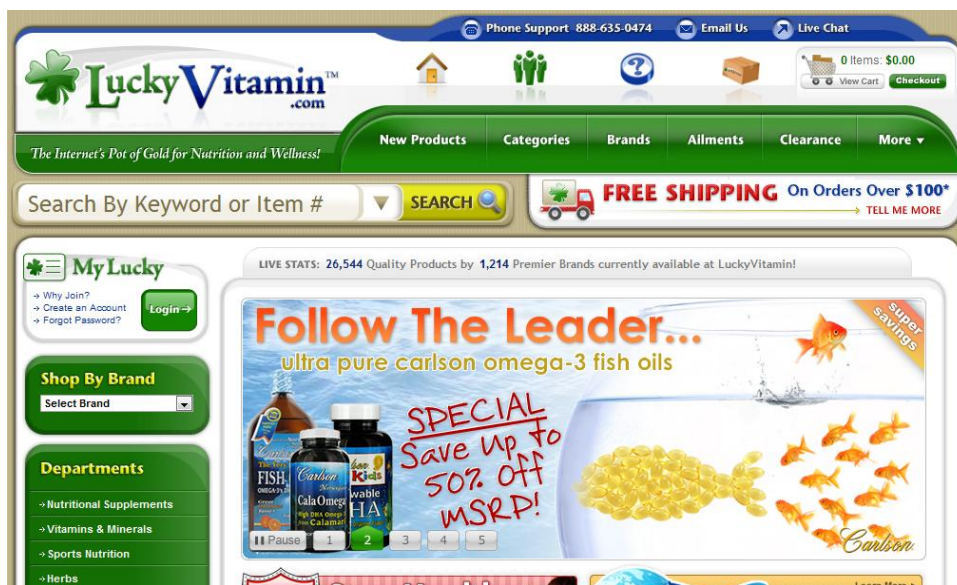 Phone Support 888-635-0474 Email Us Live Chat
LuckyVitamin™
.com
0 Items: $0.00
View Cart Checkout
The Internet's Pot of Gold for Nutrition and Wellness!
New Products Categories Brands Ailments Clearance More
Search By Keyword or Item # SEARCH
FREE SHIPPING On Orders Over $100*
TELL ME MORE
My Lucky
Why Join?
Create an Account
Forgot Password?
Login
LIVE STATS: 26,544 Quality Products by 1,214 Premier Brands currently available at LuckyVitamin!
Follow The Leader...
ultra pure carlson omega-3 fish oils
super
savings
SPECIAL
Save up to
50% Off
MSRP!
FISH
Carlson
Cala Omega
High DHA Omega
from Calamari
Kids
Carlson
Pause 1 2 3 4 5
Shop By Brand
Select Brand
Departments
Nutritional Supplements
Vitamins & Minerals
Sports Nutrition
Herbs